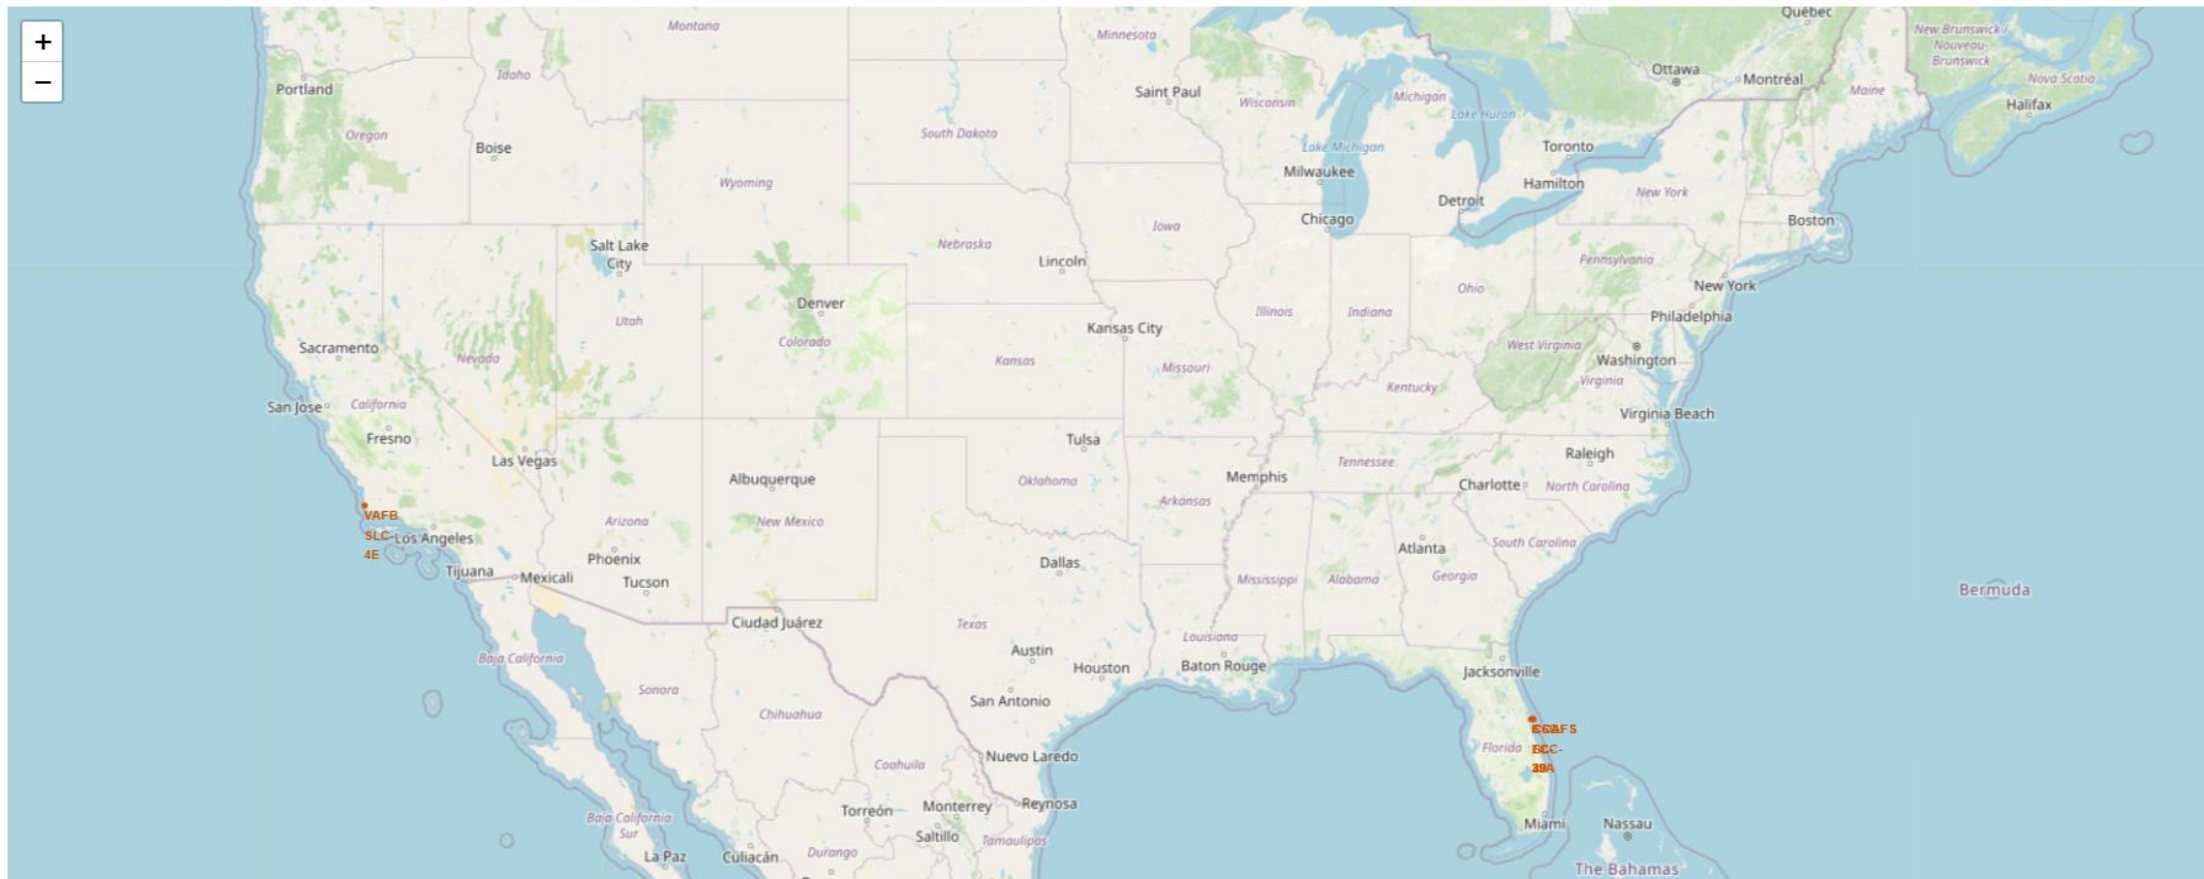 +
−
Québec
Montana
Minnesota
New Brunswick /
Nouveau-
Brunswick
Ottawa
Montréal
Nova Scotia
Idaho
Portland
Saint Paul
Wisconsin
Michigan
Maine
Halifax
Lake Huron
Oregon
South Dakota
Boise
Lake Michigan
Toronto
Milwaukee
Wyoming
Hamilton
New York
Detroit
Chicago
Boston
Iowa
Salt Lake
City
Nebraska
Lincoln
Pennsylvania
New York
Ohio
Denver
Illinois
Indiana
Philadelphia
Utah
Kansas City
Colorado
Sacramento
West Virginia
Nevada
Kansas
Washington
Missouri
Virginia
Kentucky
San Jose
California
Virginia Beach
Fresno
Tulsa
Las Vegas
Raleigh
Tennessee
Albuquerque
Oklahoma
Memphis
Charlotte
North Carolina
Arkansas
VAFB
SLC-
4E
Arizona
New Mexico
Los Angeles
South Carolina
Atlanta
Phoenix
Dallas
Tijuana
Mexicali
Tucson
Mississippi
Alabama
Georgia
Bermuda
Ciudad Juárez
Texas
Louisiana
Austin
Baja California
Houston
Baton Rouge
Jacksonville
Sonora
San Antonio
Chihuahua
Florida
Nuevo Laredo
Coahuila
Monterrey
Reynosa
Torreón
Baja California
Sur
Saltillo
Tamaulipas
Miami
Nassau
La Paz
Culiacán
Durango
The Bahamas